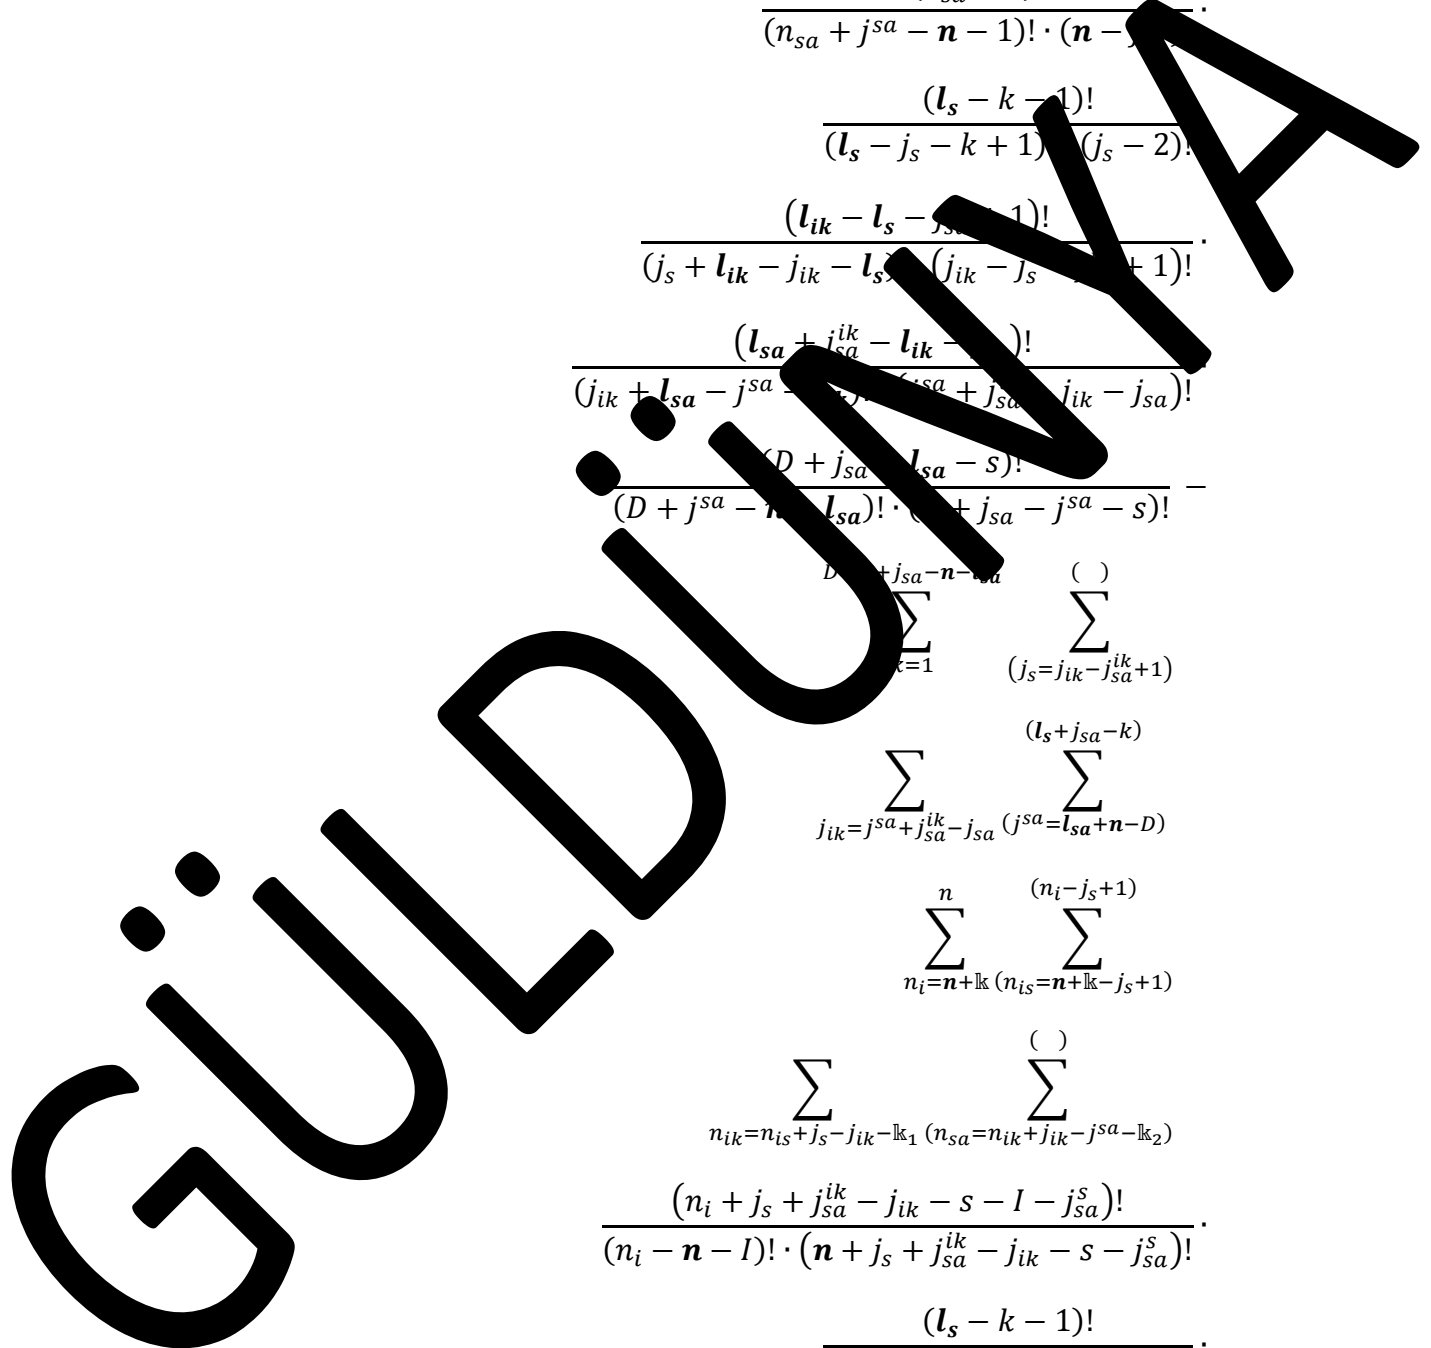 (n_{sa} + j^{sa} − n − 1)! · (n − j
(l_s − k − 1)!
(l_s − j_s − k + 1) (j_s − 2)!
(l_{ik} − l_s − 1)!
(j_s + l_{ik} − j_{ik} − l_s) (j_{ik} − j_s + 1)!
(l_{sa} + j_{sa}^{ik} − l_{ik} − )!
(j_{ik} + l_{sa} − j^{sa} − j_{ik} − j_{sa})!
(D + j_{sa} l_{sa} − s)!
(D + j^{sa} − n l_{sa})! · ( + j_{sa} − j^{sa} − s)! −
D + j_{sa}−n−l_{sa} ( )
∑ ∑
k=1 (j_s=j_{ik}−j_{sa}^{ik}+1)
(l_s+j_{sa}−k)
∑ ∑
j_{ik}=j^{sa}+j_{sa}^{ik}−j_{sa} (j^{sa}=l_{sa}+n−D)
n (n_i−j_s+1)
∑ ∑
n_i=n+𝕜 (n_{is}=n+𝕜−j_s+1)
( )
∑ ∑
n_{ik}=n_{is}+j_s−j_{ik}−𝕜_1 (n_{sa}=n_{ik}+j_{ik}−j^{sa}−𝕜_2)
(n_i + j_s + j_{sa}^{ik} − j_{ik} − s − I − j_{sa}^s)!
(n_i − n − I)! · (n + j_s + j_{sa}^{ik} − j_{ik} − s − j_{sa}^s)! ·
(l_s − k − 1)!
GÜLDÜNYA